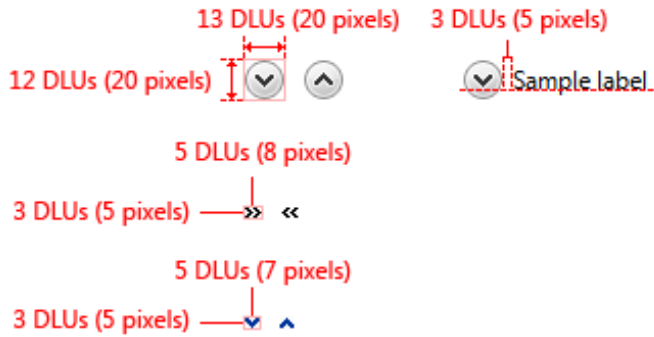 13 DLUs (20 pixels) 3 DLUs (5 pixels)
12 DLUs (20 pixels) Sample label
5 DLUs (8 pixels)
3 DLUs (5 pixels)
5 DLUs (7 pixels)
3 DLUs (5 pixels)